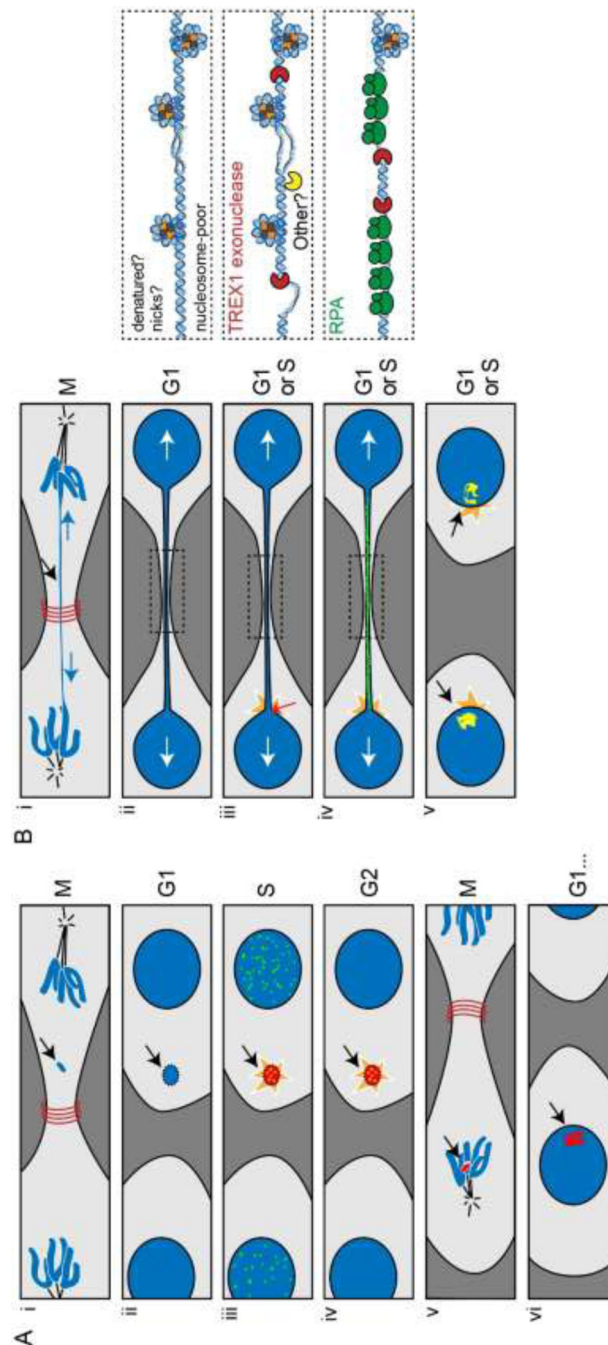 A
i
M
ii
G1
iii
S
iv
G2
v
M
vi
G1...
B
i
M
ii
G1
iii
G1
or S
iv
G1
or S
v
G1
or S
denatured?
nicks?
nucleosome-poor
TREX1 exonuclease
Other?
RPA